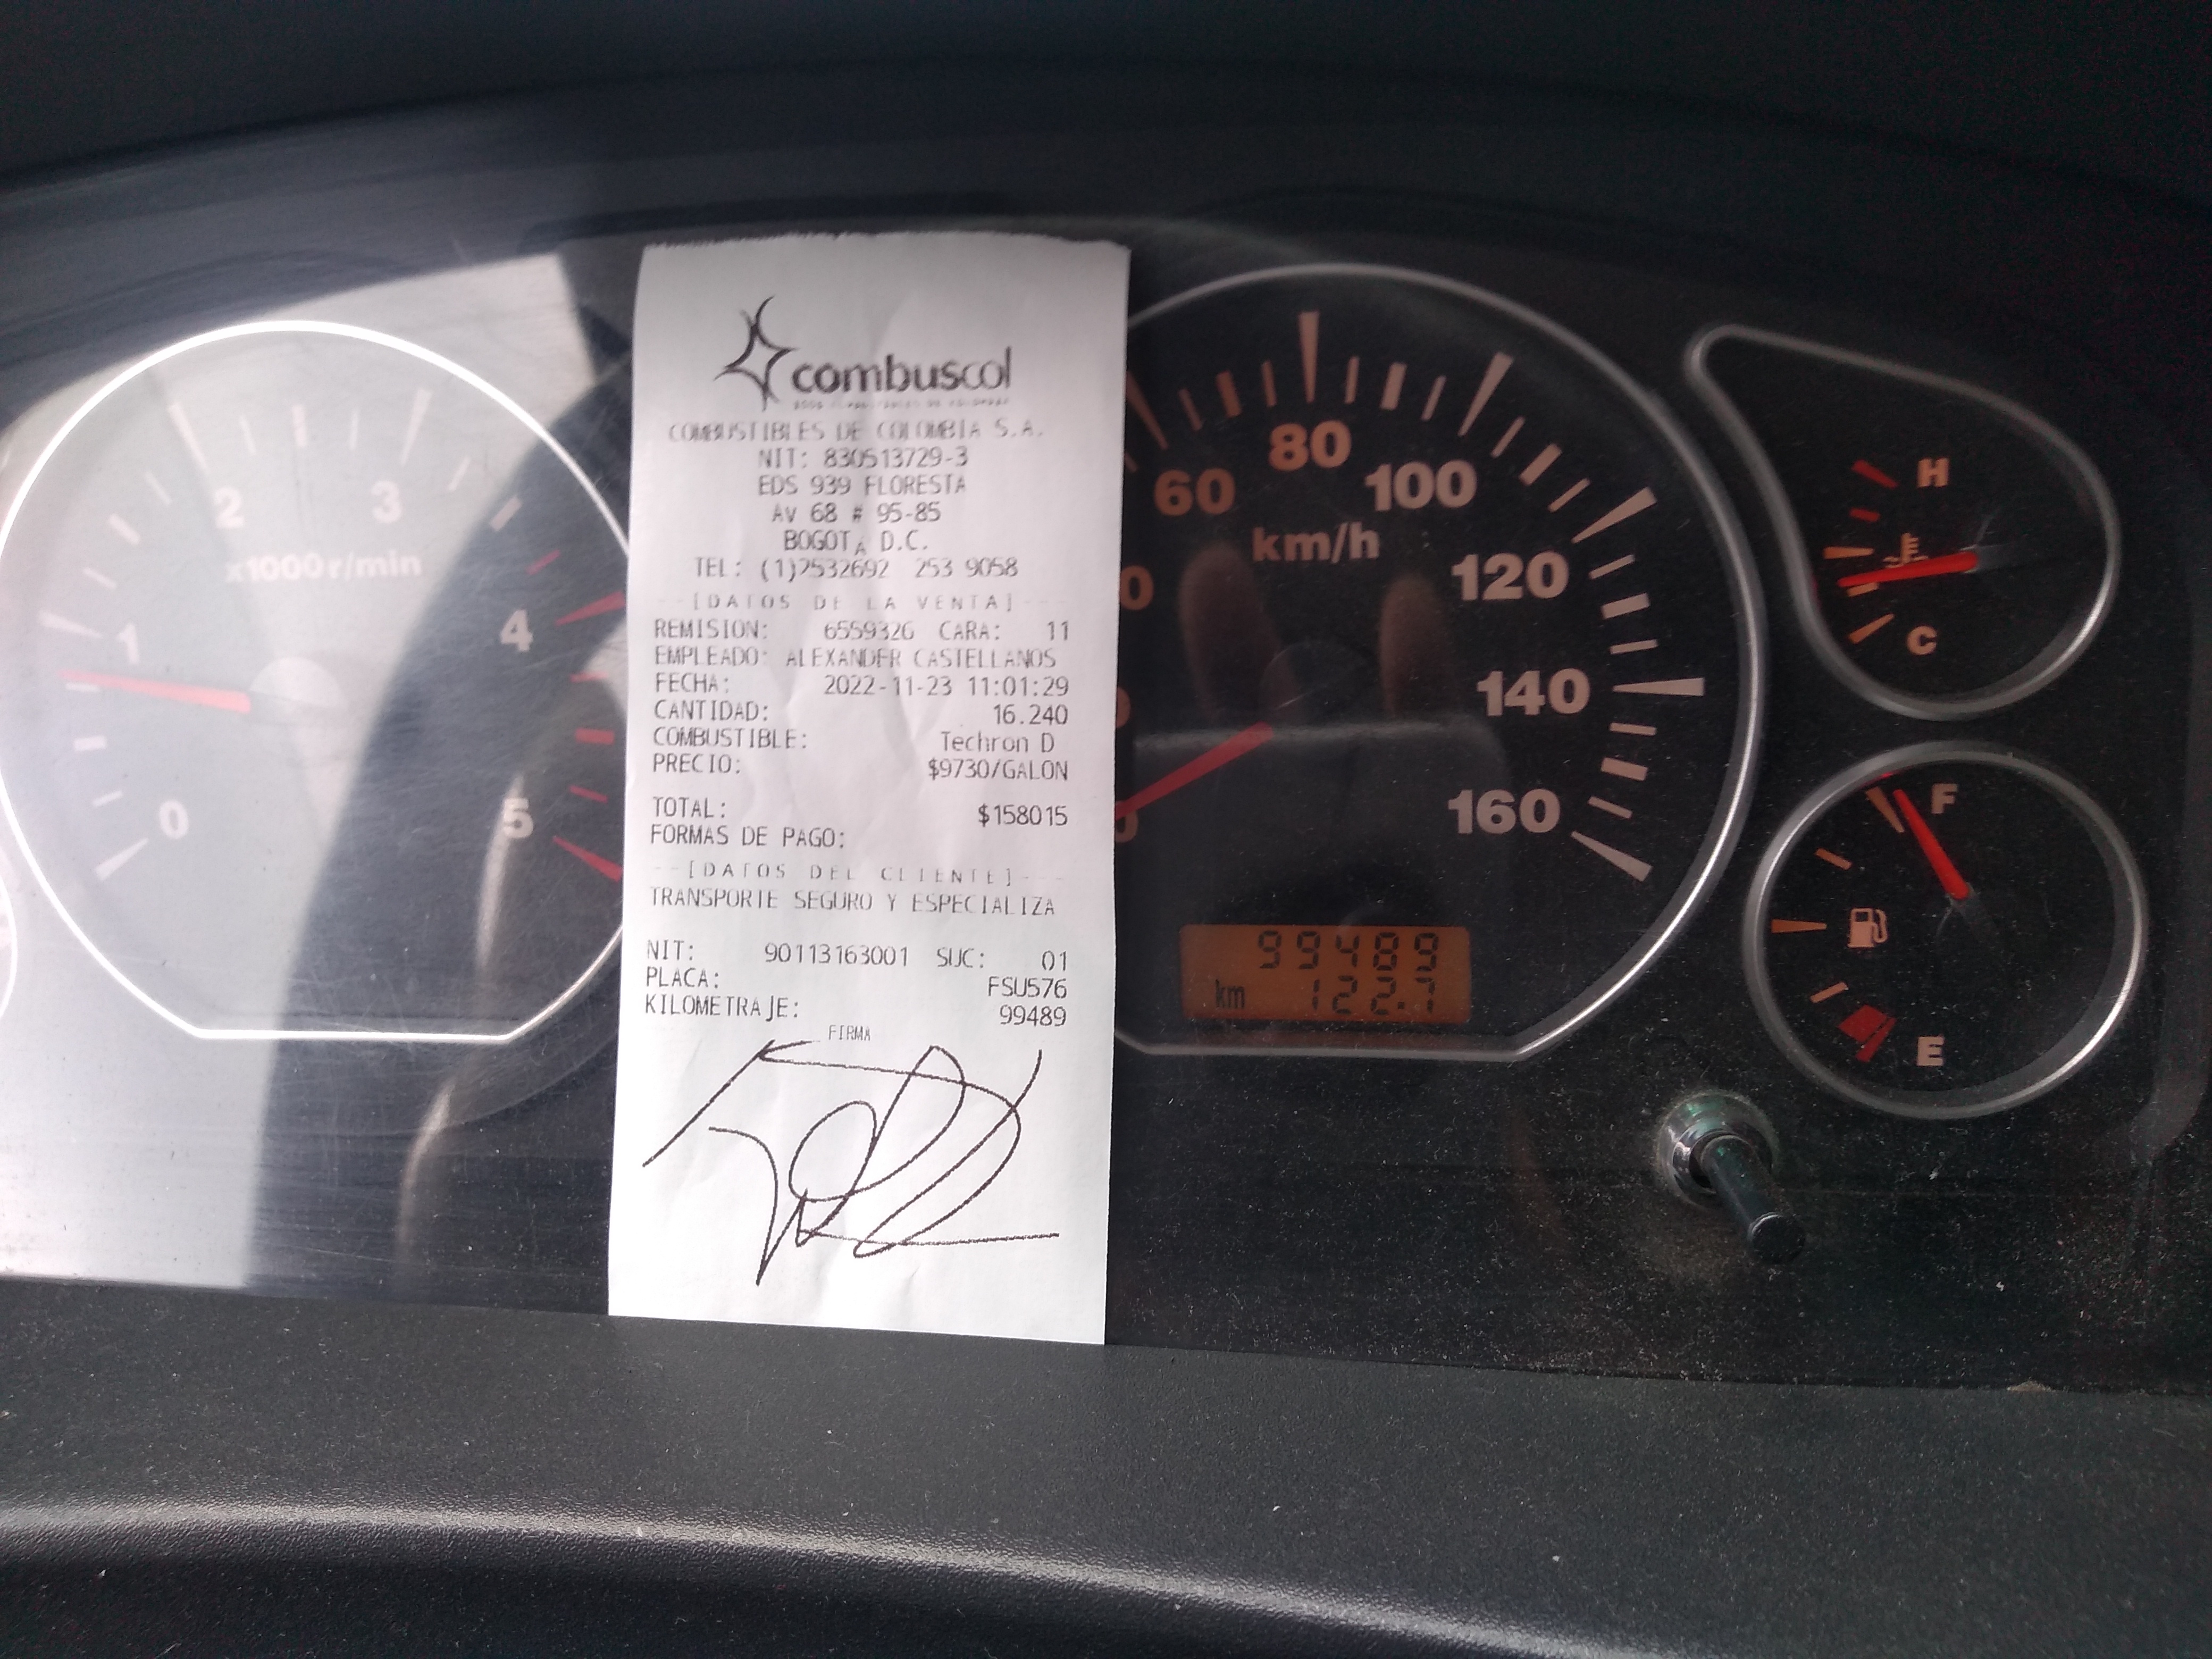 combuscol
COMBUSTIBLES DE COLOMBIA S.A.
NIT: 830513729-3
EDS 939 FLORESTA
Av 68 # 95-85
BOGOTA D.C.
TEL: (1)2532692 253 9058
--[DATOS DE LA VENTA]---
REMISION: 6559326 CARA: 11
EMPLEADO: ALEXANDER CASTELLANOS
FECHA: 2022-11-23 11:01:29
CANTIDAD: 16.240
COMBUSTIBLE: Techron D
PRECIO: $9730/GALON
TOTAL: $158015
FORMAS DE PAGO:
--[DATOS DEL CLIENTE]---
TRANSPORTE SEGURO Y ESPECIALIZA
NIT: 90113163001 SUC: 01
PLACA: FSU576
KILOMETRAJE: 99489
FIRMA
0
1
2
3
4
5
x1000r/min
60
80
100
120
140
160
km/h
99489
km 122.7
H
C
F
E